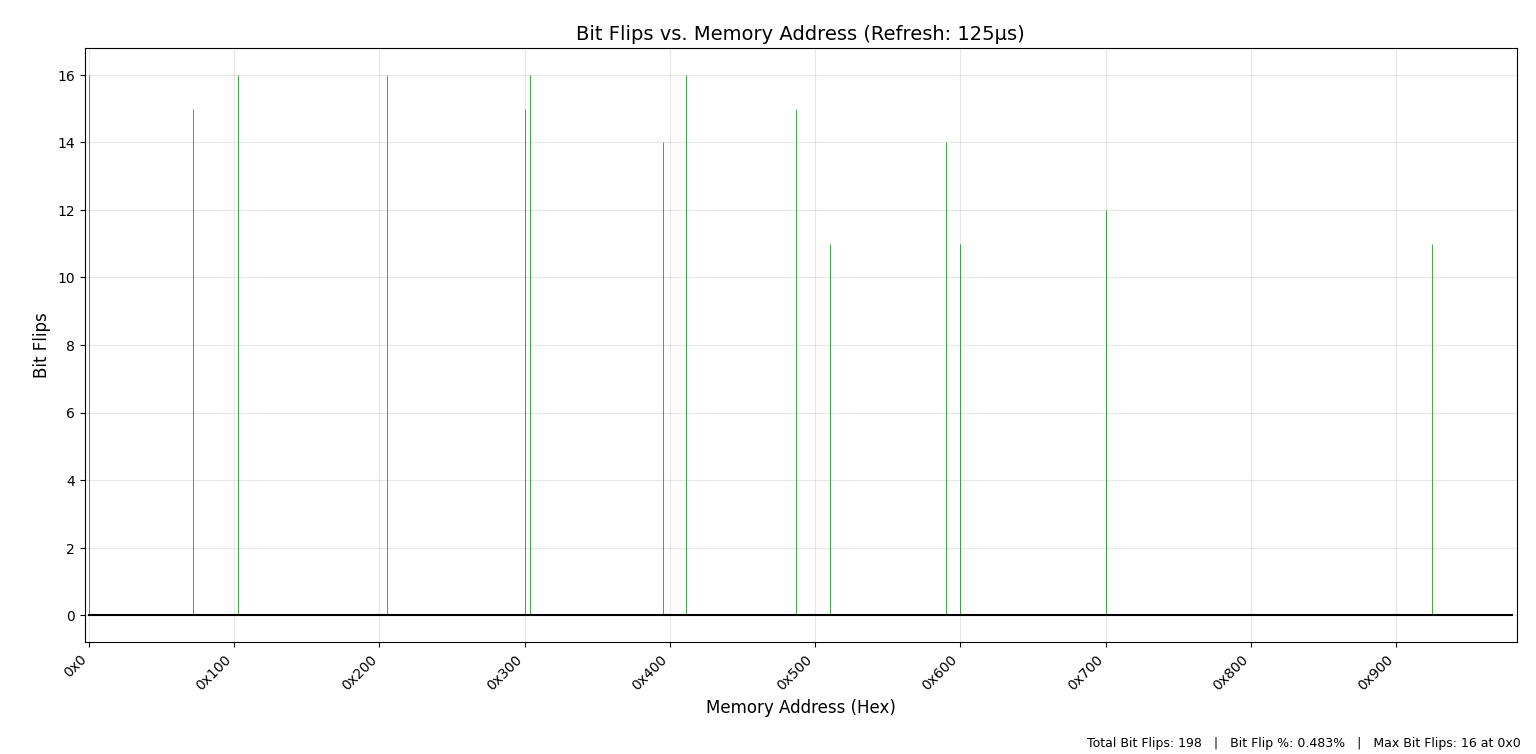 Bit Flips vs. Memory Address (Refresh: 125µs)
16
14
12
10
8
6
4
2
0
Bit Flips
0x0
0x100
0x200
0x300
0x400
0x500
0x600
0x700
0x800
0x900
Memory Address (Hex)
Total Bit Flips: 198 | Bit Flip %: 0.483% | Max Bit Flips: 16 at 0x0